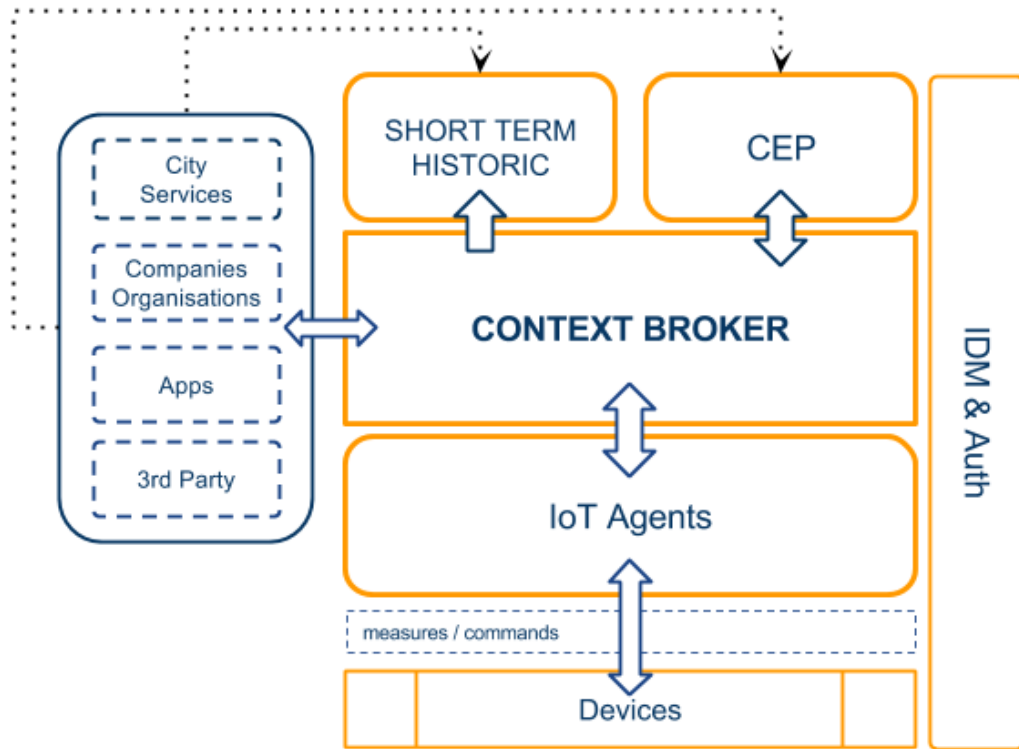 SHORT TERM
HISTORIC
CEP
City
Services
Companies
Organisations
Apps
3rd Party
CONTEXT BROKER
IoT Agents
measures / commands
Devices
IDM & Auth